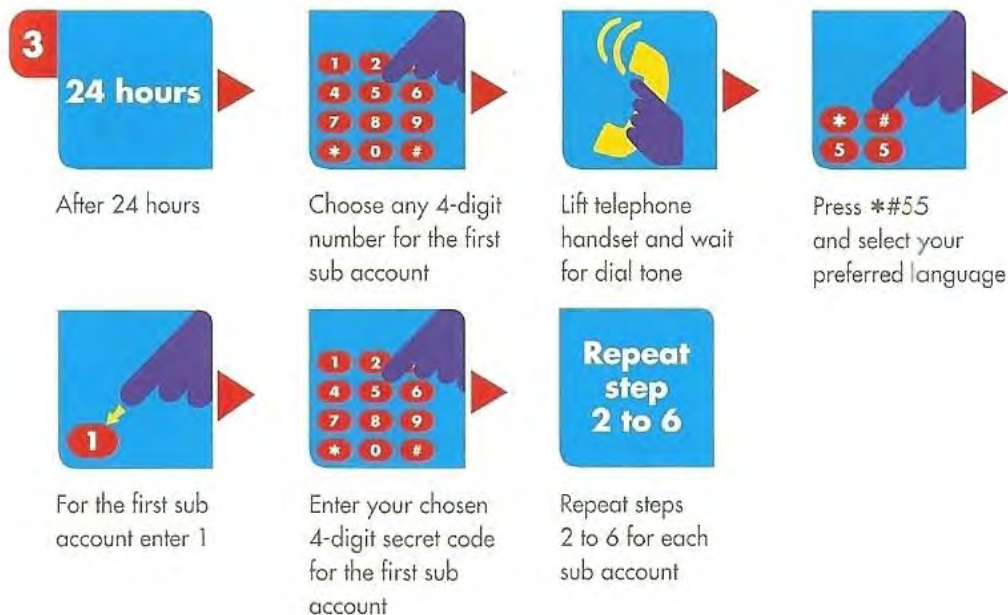 3
24 hours
1 2
4 5 6
7 8 9
* 0 #
* #
5 5
After 24 hours
Choose any 4-digit
number for the first
sub account
Lift telephone
handset and wait
for dial tone
Press *#55
and select your
preferred language
1
1 2
4 5 6
7 8 9
* 0 #
Repeat
step
2 to 6
For the first sub
account enter 1
Enter your chosen
4-digit secret code
for the first sub
account
Repeat steps
2 to 6 for each
sub account